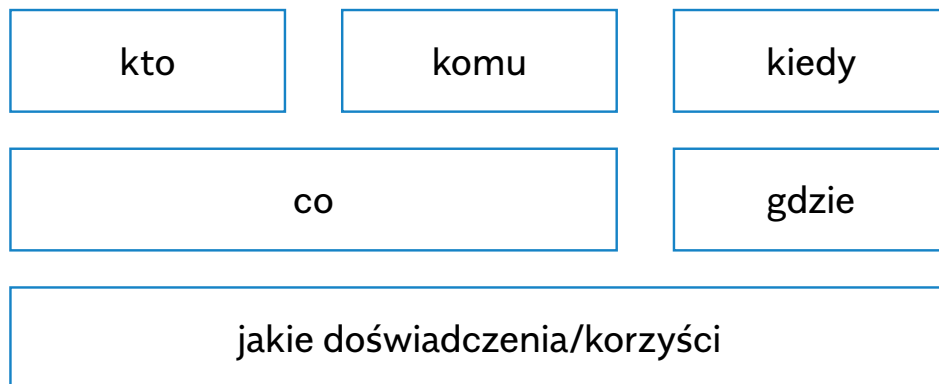 kto
komu
kiedy
co
gdzie
jakie doświadczenia/korzyści